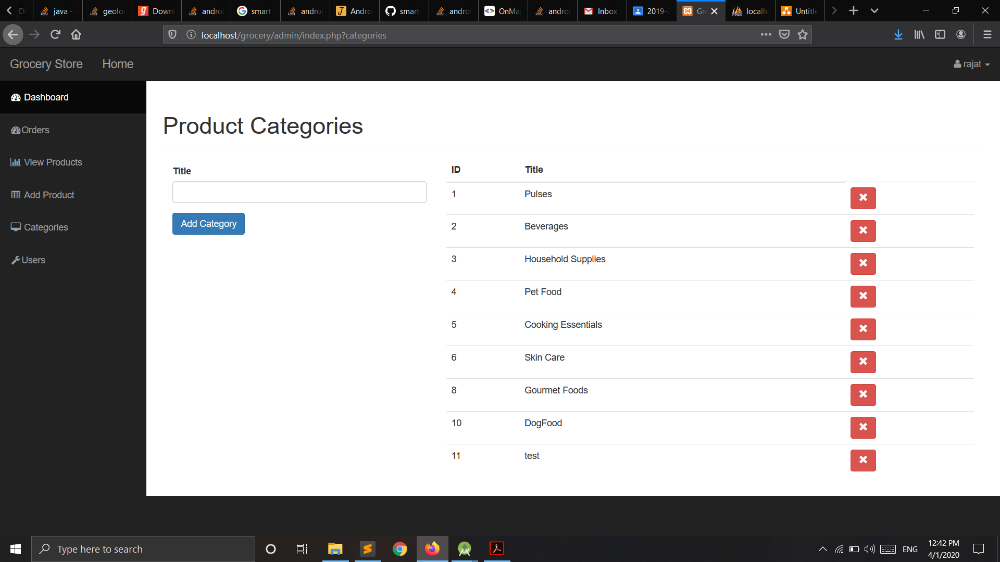 java -
geoloc
Downl
androi
smart
androi
Andro
smart-
androi
OnMa
androi
Inbox
2019-2
Gr
localh
Untitle
localhost/grocery/admin/index.php?categories
Grocery Store Home rajat
Dashboard
Orders
View Products
Add Product
Categories
Users
Product Categories
Title
Add Category
ID Title
1 Pulses
2 Beverages
3 Household Supplies
4 Pet Food
5 Cooking Essentials
6 Skin Care
8 Gourmet Foods
10 DogFood
11 test
Type here to search
ENG
12:42 PM
4/1/2020